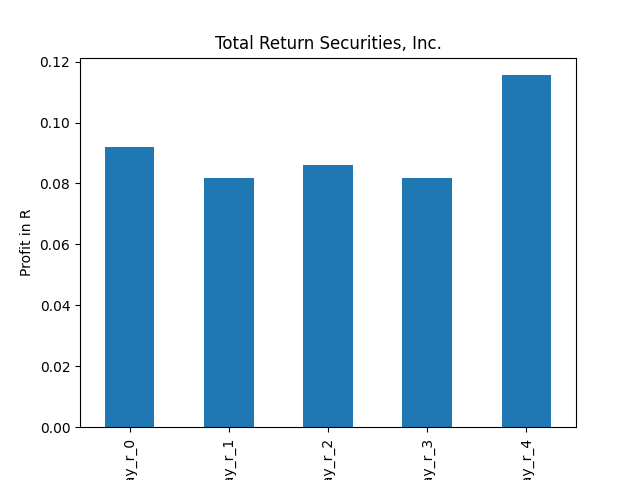 Total Return Securities, Inc.
Profit in R
0.12
0.10
0.08
0.06
0.04
0.02
0.00
ay_r_0
ay_r_1
ay_r_2
ay_r_3
ay_r_4